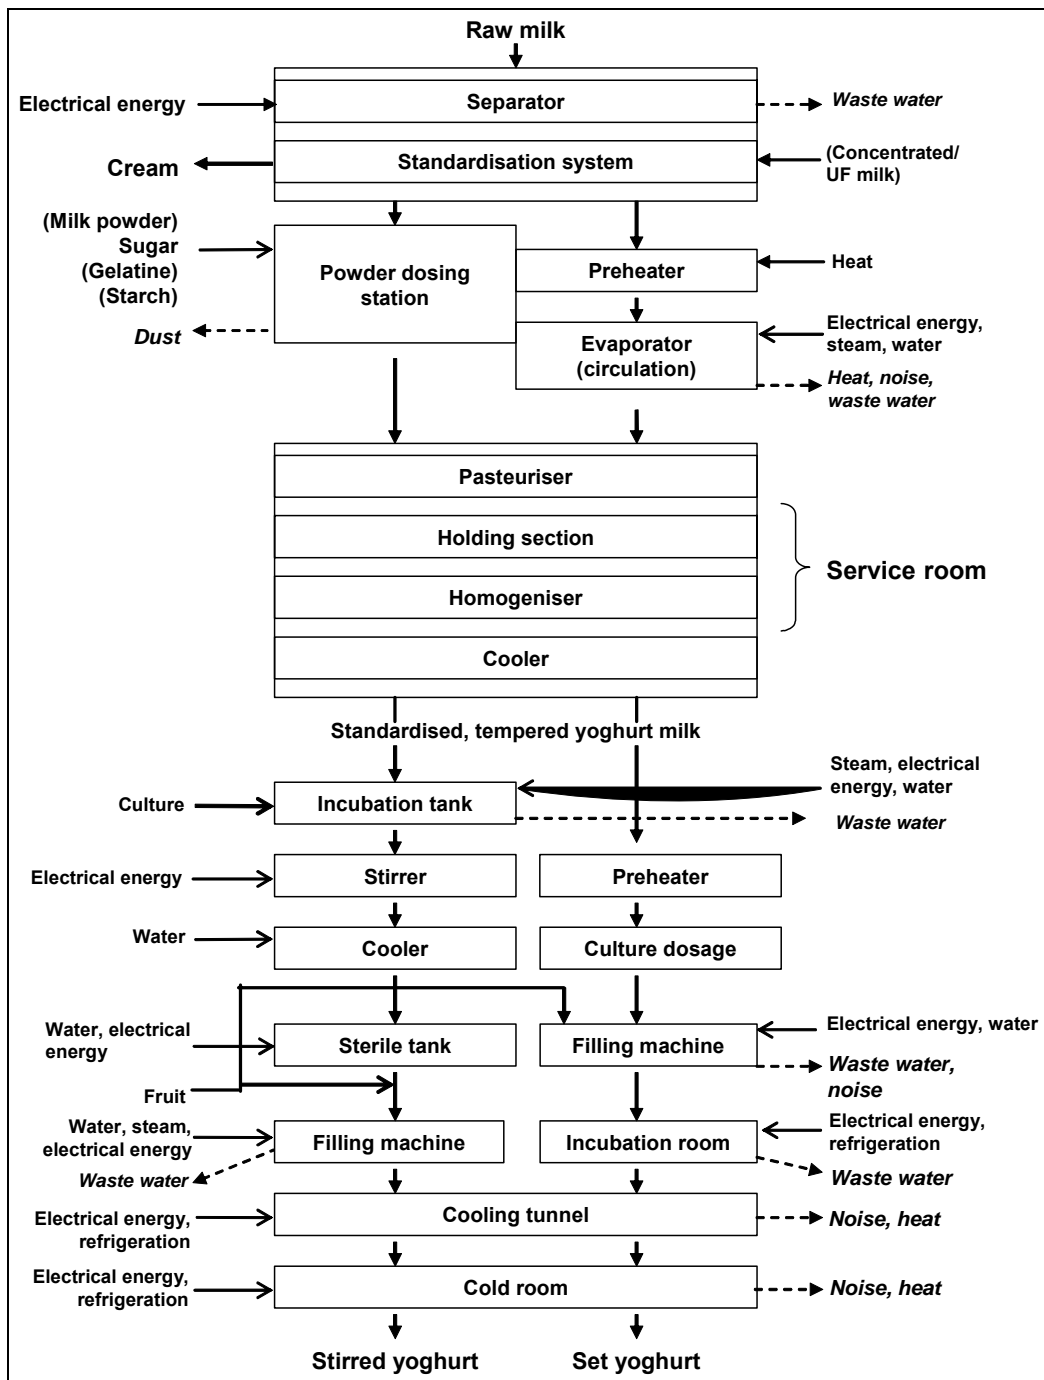 Raw milk
Electrical energy
Separator
Waste water
Cream
Standardisation system
(Concentrated/
UF milk)
(Milk powder)
Sugar
(Gelatine)
(Starch)
Dust
Powder dosing
station
Preheater
Heat
Evaporator
(circulation)
Electrical energy,
steam, water
Heat, noise,
waste water
Pasteuriser
Holding section
Homogeniser
Cooler
Service room
Standardised, tempered yoghurt milk
Culture
Incubation tank
Steam, electrical
energy, water
Waste water
Electrical energy
Stirrer
Preheater
Water
Cooler
Culture dosage
Water, electrical
energy
Sterile tank
Filling machine
Electrical energy, water
Waste water,
noise
Fruit
Water, steam,
electrical energy
Waste water
Filling machine
Incubation room
Electrical energy,
refrigeration
Waste water
Electrical energy,
refrigeration
Cooling tunnel
Noise, heat
Electrical energy,
refrigeration
Cold room
Noise, heat
Stirred yoghurt
Set yoghurt